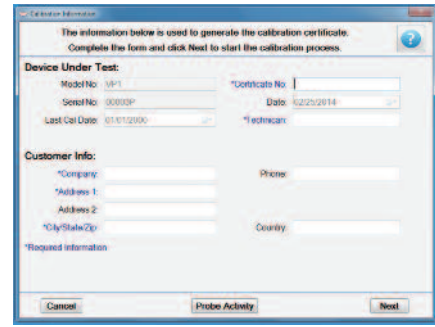 Calibration Information
The information below is used to generate the calibration certificate.
Complete the form and click Next to start the calibration process.
?
Device Under Test:
Model No: VP1 *Certificate No:
Serial No: 00003P Date: 02/25/2014
Last Cal Date: 01/01/2000 *Technician:
Customer Info:
*Company: Phone:
*Address 1:
Address 2:
*City/State/Zip: Country:
*Required Information
Cancel Probe Activity Next